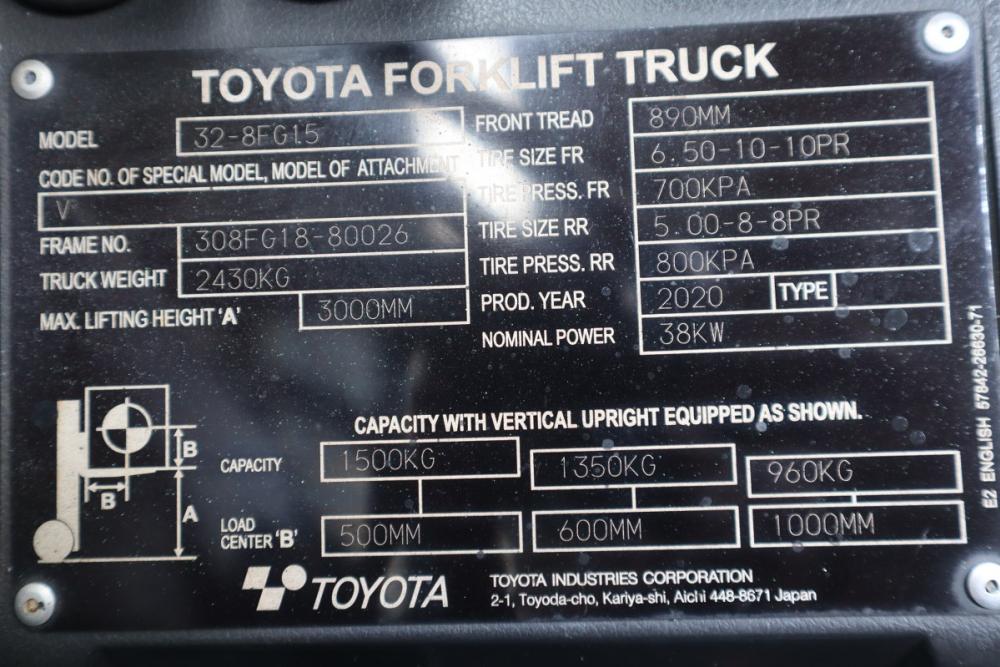 TOYOTA FORKLIFT TRUCK
MODEL 32-8FG15
CODE NO. OF SPECIAL MODEL, MODEL OF ATTACHMENT
V
FRAME NO. 308FG18-80026
TRUCK WEIGHT 2430KG
MAX. LIFTING HEIGHT 'A' 3000MM
FRONT TREAD 890MM
TIRE SIZE FR 6.50-10-10PR
TIRE PRESS. FR 700KPA
TIRE SIZE RR 5.00-8-8PR
TIRE PRESS. RR 800KPA
PROD. YEAR 2020 TYPE
NOMINAL POWER 38KW
CAPACITY WITH VERTICAL UPRIGHT EQUIPPED AS SHOWN.
CAPACITY 1500KG 1350KG 960KG
LOAD
CENTER 'B' 500MM 600MM 1000MM
B
B
A
TOYOTA
TOYOTA INDUSTRIES CORPORATION
2-1, Toyoda-cho, Kariya-shi, Aichi 448-8671 Japan
E2 ENGLISH 57842-26630-71